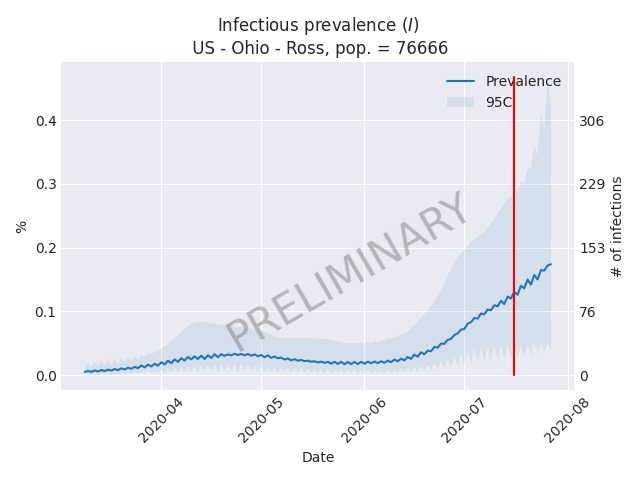 Infectious prevalence (I)
US - Ohio - Ross, pop. = 76666
Prevalence
95C
0.4
0.3
0.2
0.1
0.0
%
306
229
153
76
0
# of infections
PRELIMINARY
2020-04
2020-05
2020-06
2020-07
2020-08
Date